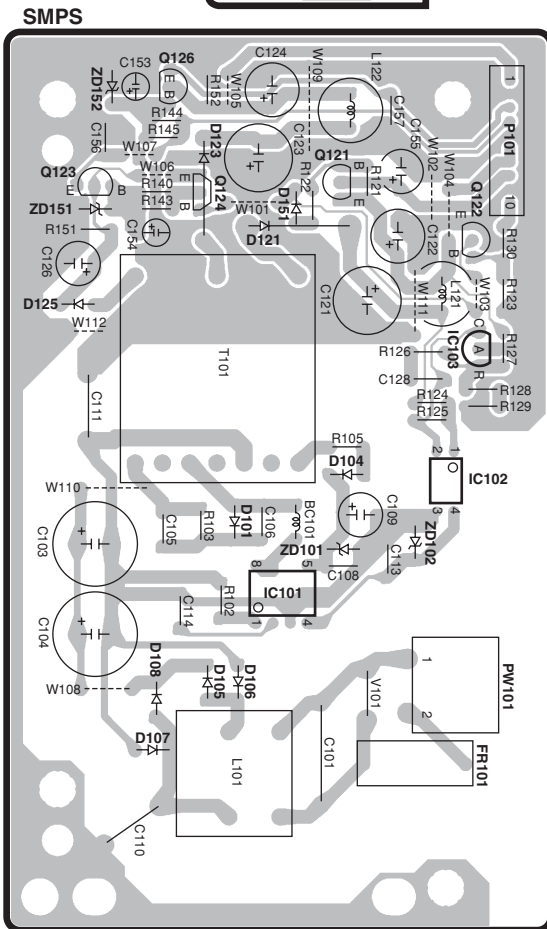 SMPS
ZD152
C153
Q126
E
B
R152
W105
C124
W109
L122
C157
C155
1
P101
10
R144
R145
C156
W107
D123
C123
Q121
B
E
R121
W102
W104
Q122
E
B
R130
Q123
E
B
W106
R140
R143
E
B
Q124
W101
R122
D151
D121
ZD151
R151
C154
C126
D125
W112
C121
C122
W111
L121
W103
R123
T101
IC103
C
A
R
R127
R126
C128
R124
R125
R128
R129
C111
R105
D104
2
1
IC102
3
4
W110
C103
C105
R103
D101
C106
BC101
C109
ZD101
C108
C113
ZD102
8
5
IC101
1
4
R102
C114
C104
W108
D108
D105
D106
D107
L101
C101
V101
1
2
PW101
FR101
C110